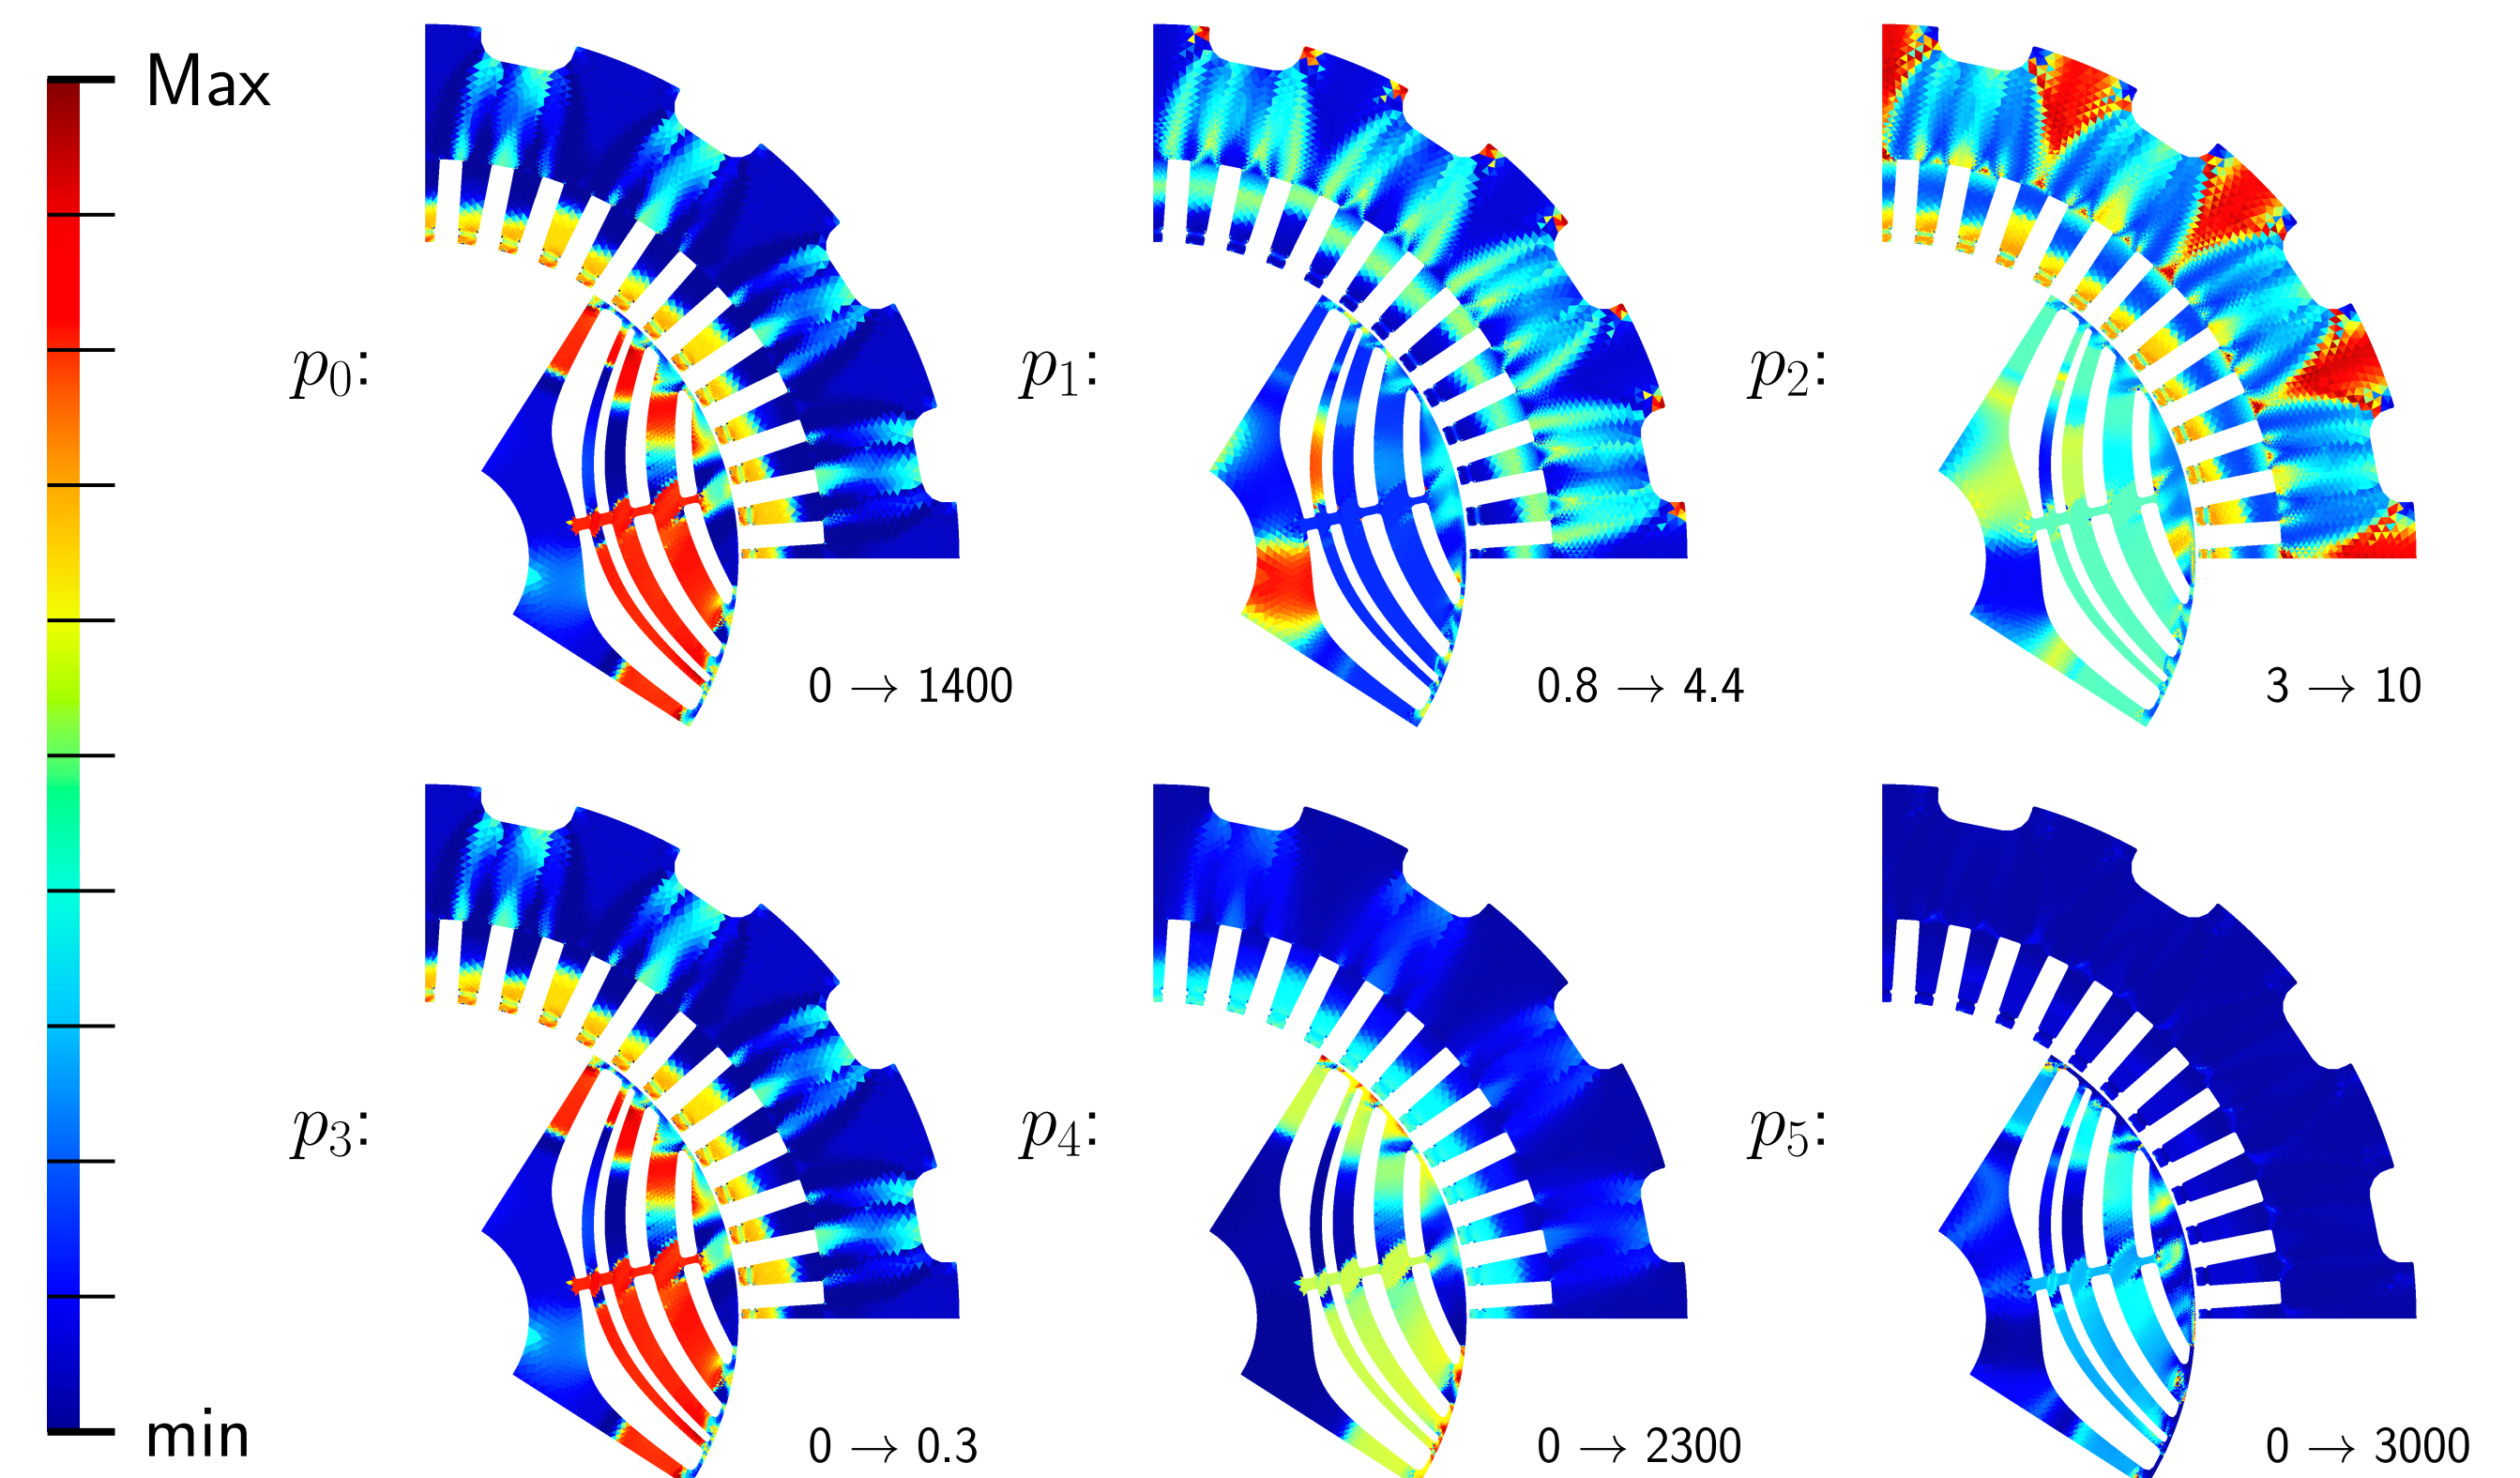 Max
p₀:
p₁:
p₂:
0 → 1400
0.8 → 4.4
3 → 10
p₃:
p₄:
p₅:
min
0 → 0.3
0 → 2300
0 → 3000